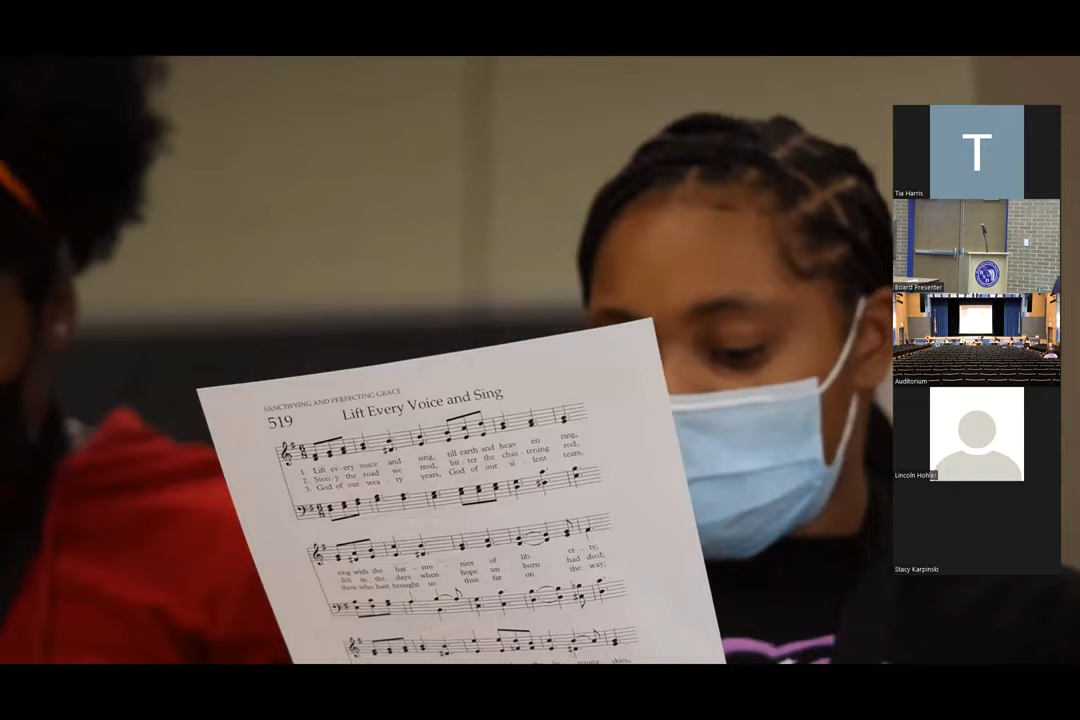 SANCTIFYING AND PERFECTING GRACE
519
Lift Every Voice and Sing
1. Lift ev-ery voice and sing, till earth and heav - en ring,
2. Ston-y the road we trod, bit-ter the chas-tening rod,
3. God of our wea - ry years, God of our si - lent tears,
ring with the har - mo - nies of lib - er - ty;
felt in the days when hope un - born had died;
thou who hast brought us thus far on the way;
tening skies,
T
Tia Harris
Board Presenter
Auditorium
Lincoln Hohler
Stacy Karpinski